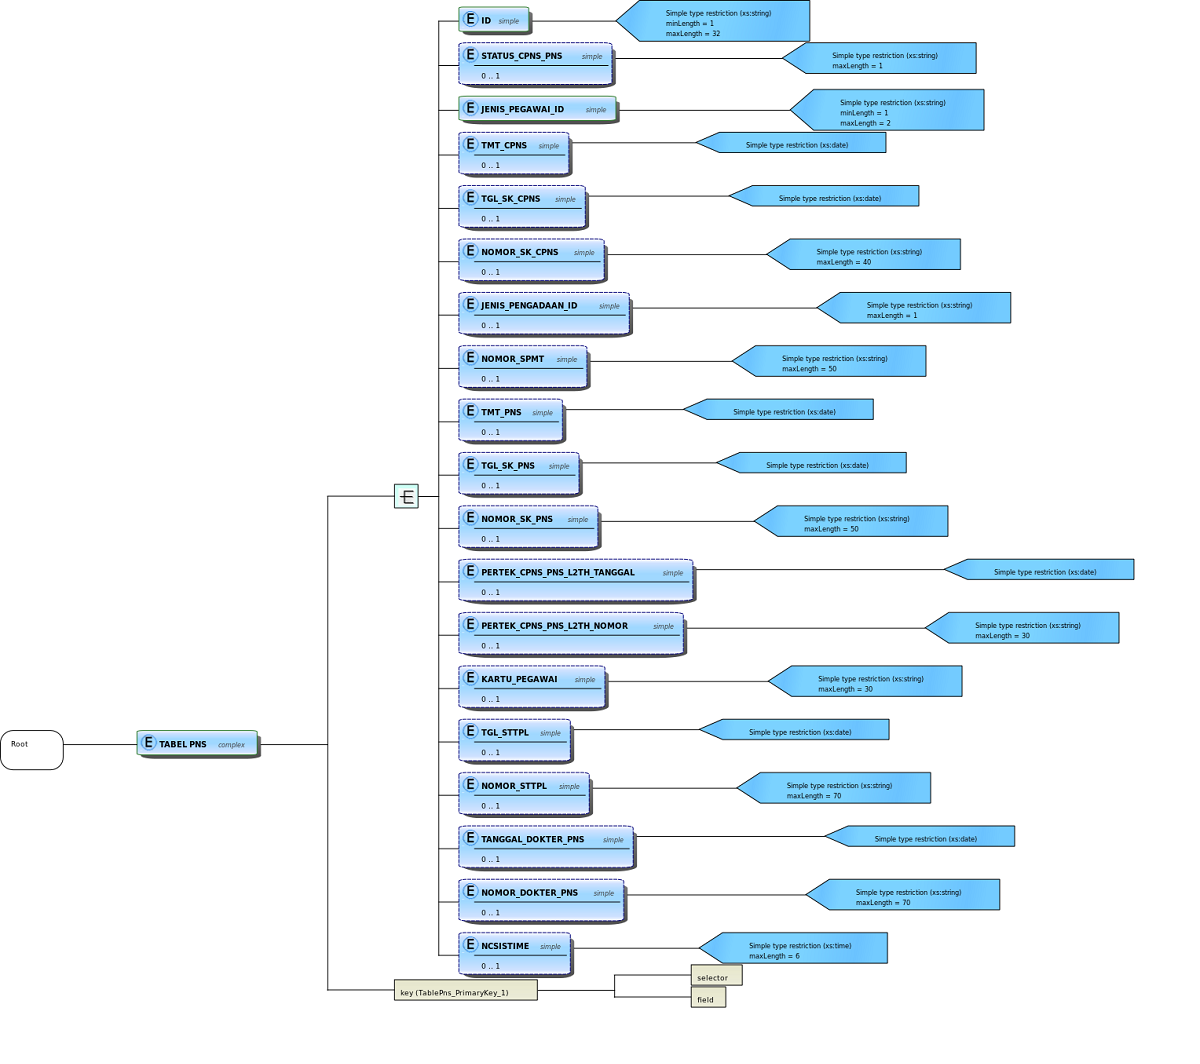 ID simple
Simple type restriction (xs:string)
minLength = 1
maxLength = 32
STATUS_CPNS_PNS simple
0 .. 1
Simple type restriction (xs:string)
maxLength = 1
JENIS_PEGAWAI_ID simple
Simple type restriction (xs:string)
minLength = 1
maxLength = 2
TMT_CPNS simple
0 .. 1
Simple type restriction (xs:date)
TGL_SK_CPNS simple
0 .. 1
Simple type restriction (xs:date)
NOMOR_SK_CPNS simple
0 .. 1
Simple type restriction (xs:string)
maxLength = 40
JENIS_PENGADAAN_ID simple
0 .. 1
Simple type restriction (xs:string)
maxLength = 1
NOMOR_SPMT simple
0 .. 1
Simple type restriction (xs:string)
maxLength = 50
TMT_PNS simple
0 .. 1
Simple type restriction (xs:date)
TGL_SK_PNS simple
0 .. 1
Simple type restriction (xs:date)
NOMOR_SK_PNS simple
0 .. 1
Simple type restriction (xs:string)
maxLength = 50
PERTEK_CPNS_PNS_L2TH_TANGGAL simple
0 .. 1
Simple type restriction (xs:date)
PERTEK_CPNS_PNS_L2TH_NOMOR simple
0 .. 1
Simple type restriction (xs:string)
maxLength = 30
KARTU_PEGAWAI simple
0 .. 1
Simple type restriction (xs:string)
maxLength = 30
Root
E TABEL PNS complex
TGL_STTPL simple
0 .. 1
Simple type restriction (xs:date)
NOMOR_STTPL simple
0 .. 1
Simple type restriction (xs:string)
maxLength = 70
TANGGAL_DOKTER_PNS simple
0 .. 1
Simple type restriction (xs:date)
NOMOR_DOKTER_PNS simple
0 .. 1
Simple type restriction (xs:string)
maxLength = 70
NCSISTIME simple
0 .. 1
Simple type restriction (xs:time)
maxLength = 6
key (TablePns_PrimaryKey_1)
selector
field